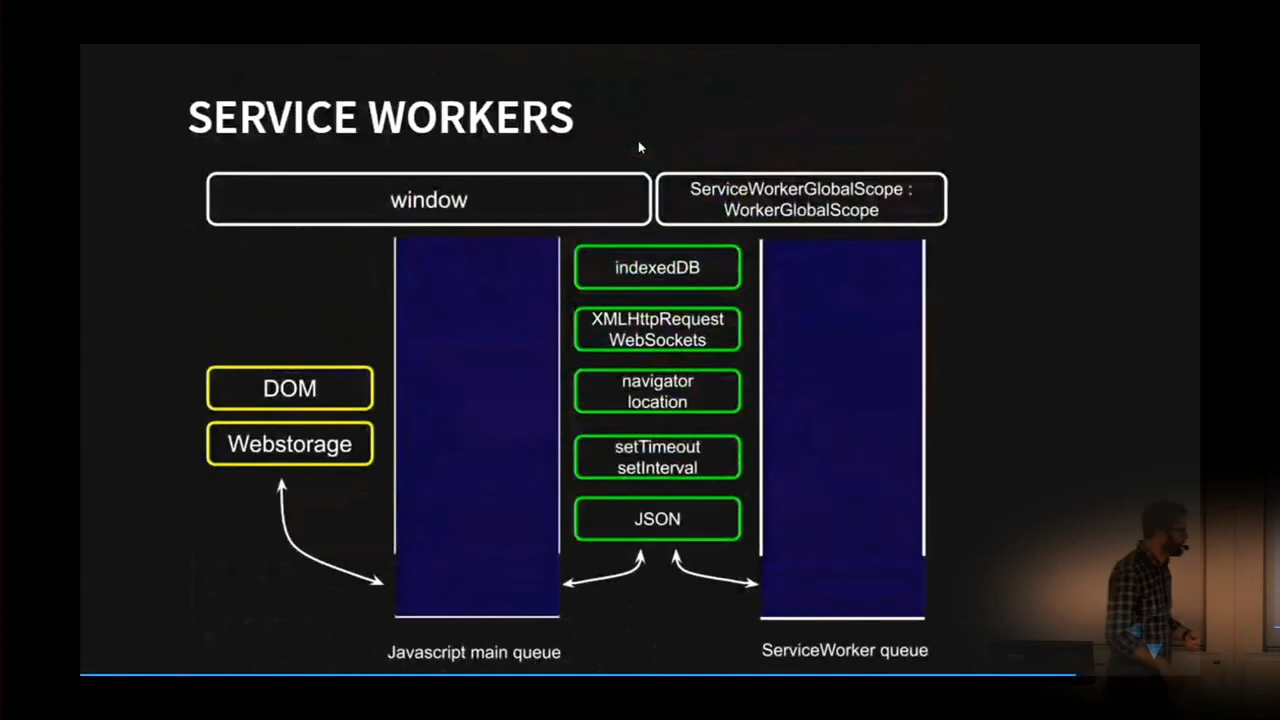 SERVICE WORKERS
window
ServiceWorkerGlobalScope :
WorkerGlobalScope
indexedDB
XMLHttpRequest
WebSockets
navigator
location
setTimeout
setInterval
JSON
DOM
Webstorage
Javascript main queue
ServiceWorker queue